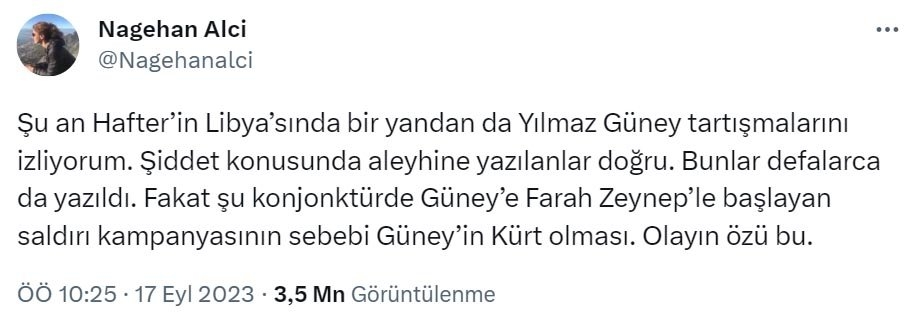 Nagehan Alci
@Nagehanalci
Şu an Hafter’in Libya’sında bir yandan da Yılmaz Güney tartışmalarını
izliyorum. Şiddet konusunda aleyhine yazılanlar doğru. Bunlar defalarca
da yazıldı. Fakat şu konjonktürde Güney’e Farah Zeynep’le başlayan
saldırı kampanyasının sebebi Güney’in Kürt olması. Olayın özü bu.
ÖÖ 10:25 · 17 Eyl 2023 · 3,5 Mn Görüntülenme